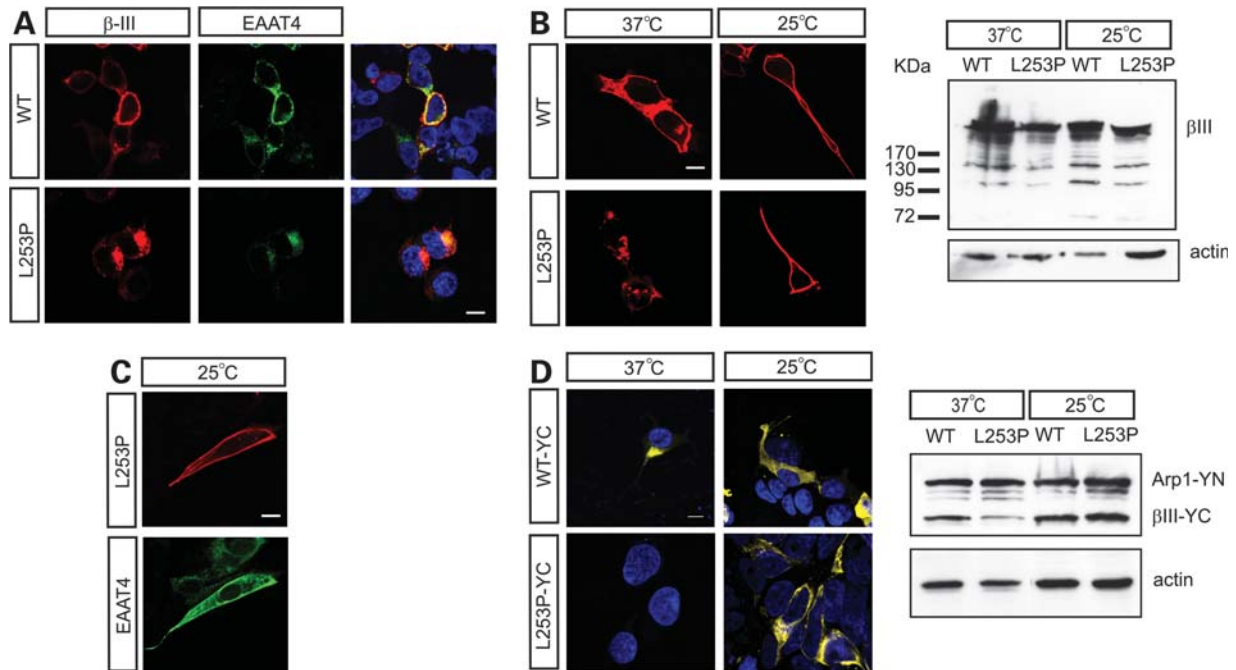 A
β-III
EAAT4
WT
L253P
B
37°C
25°C
WT
L253P
37°C
25°C
KDa
WT
L253P
WT
L253P
βIII
170
130
95
72
actin
C
25°C
L253P
EAAT4
D
37°C
25°C
WT-YC
L253P-YC
37°C
25°C
WT
L253P
WT
L253P
Arp1-YN
βIII-YC
actin